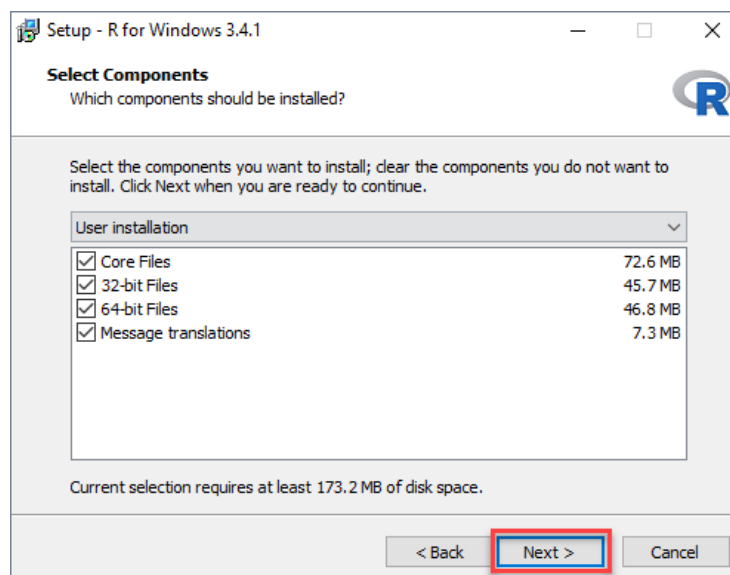 Setup - R for Windows 3.4.1
Select Components
Which components should be installed?
R
Select the components you want to install; clear the components you do not want to
install. Click Next when you are ready to continue.
User installation
Core Files 72.6 MB
32-bit Files 45.7 MB
64-bit Files 46.8 MB
Message translations 7.3 MB
Current selection requires at least 173.2 MB of disk space.
< Back Next > Cancel